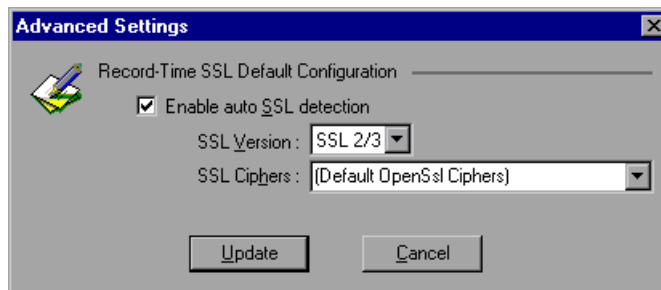 Advanced Settings
Record-Time SSL Default Configuration
Enable auto SSL detection
SSL Version : SSL 2/3
SSL Ciphers : (Default OpenSsl Ciphers)
Update Cancel